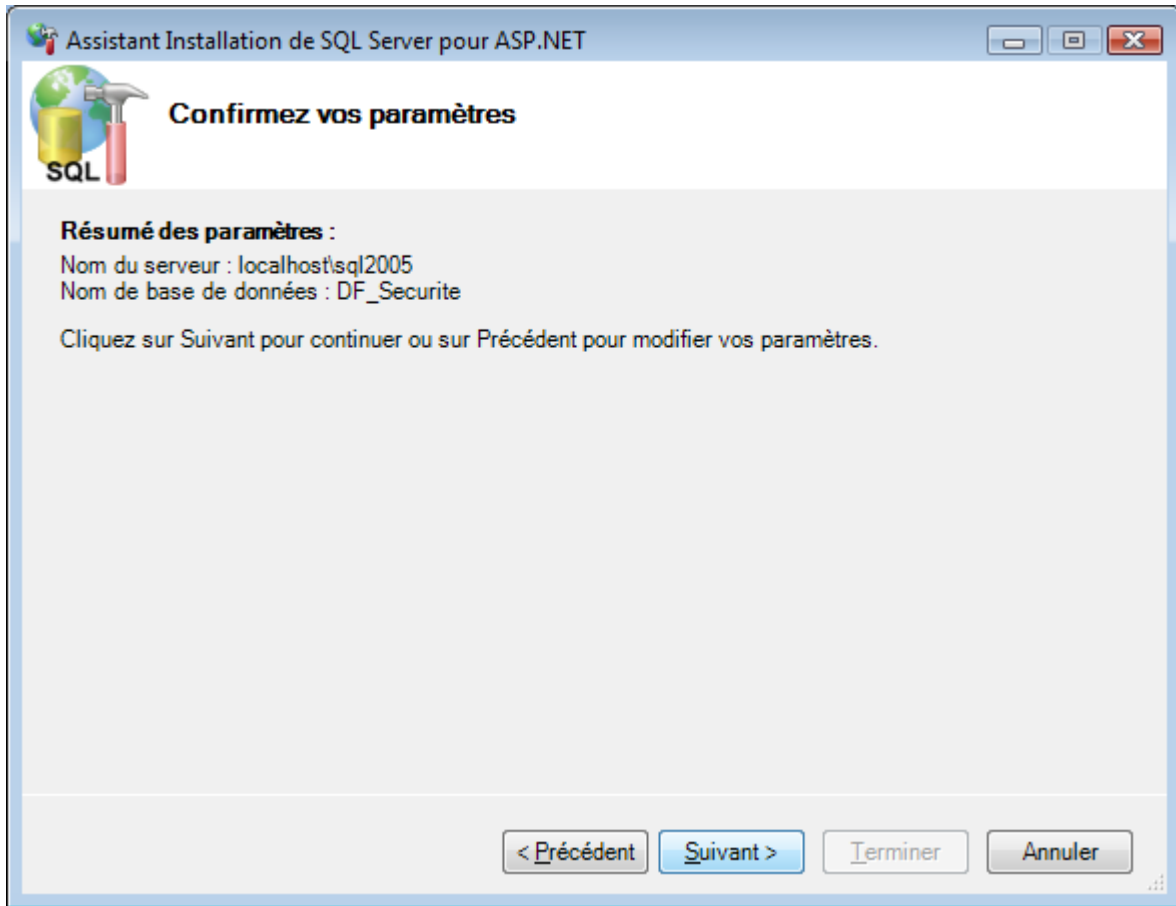 Assistant Installation de SQL Server pour ASP.NET
Confirmez vos paramètres
SQL
Résumé des paramètres :
Nom du serveur : localhost\sql2005
Nom de base de données : DF_Securite
Cliquez sur Suivant pour continuer ou sur Précédent pour modifier vos paramètres.
< Précédent Suivant > Terminer Annuler